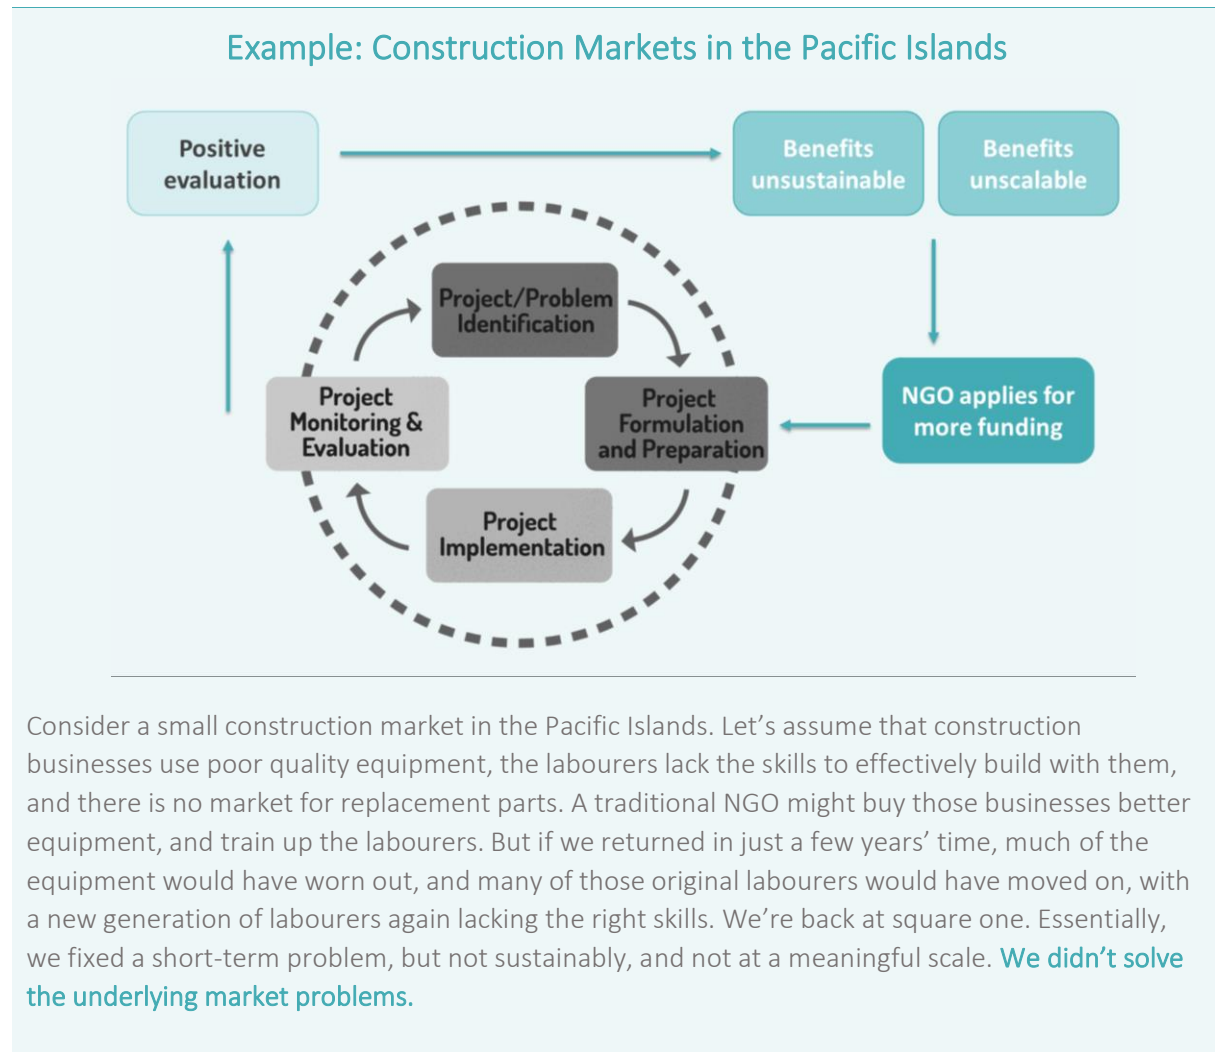 Example: Construction Markets in the Pacific Islands
Positive
evaluation
Benefits
unsustainable
Benefits
unscalable
Project/Problem
Identification
Project
Monitoring &
Evaluation
Project
Formulation
and Preparation
NGO applies for
more funding
Project
Implementation
Consider a small construction market in the Pacific Islands. Let’s assume that construction
businesses use poor quality equipment, the labourers lack the skills to effectively build with them,
and there is no market for replacement parts. A traditional NGO might buy those businesses better
equipment, and train up the labourers. But if we returned in just a few years’ time, much of the
equipment would have worn out, and many of those original labourers would have moved on, with
a new generation of labourers again lacking the right skills. We’re back at square one. Essentially,
we fixed a short-term problem, but not sustainably, and not at a meaningful scale. We didn’t solve
the underlying market problems.